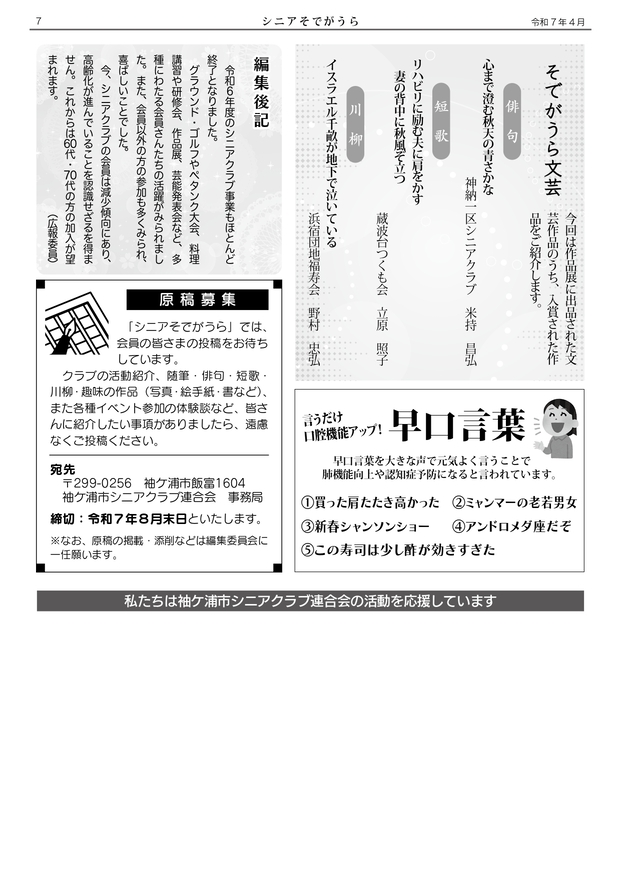 7
シニアそでがうら
令和７年４月
そでがうら文芸
今回は作品展に出品された文
芸作品のうち、入賞された作
品をご紹介します。
俳句
心まで澄む秋天の青さかな
神納一区シニアクラブ　米持　昌弘
短歌
リハビリに励む夫に肩をかす
妻の背中に秋風ぞ立つ
蔵波台つくも会　立原　照子
川柳
イスラエル千畝が地下で泣いている
浜宿団地福寿会　野村　忠弘
編集後記
令和６年度のシニアクラブ事業もほとんど
終了となりました。
グラウンド・ゴルフやペタンク大会、料理
講習や研修会、作品展、芸能発表会など、多
種にわたる会員さんたちの活躍がみられまし
た。また、会員以外の方の参加も多くみられ、
喜ばしいことでした。
今、シニアクラブの会員は減少傾向にあり、
高齢化が進んでいることを認識せざるを得ま
せん。これからは60代・70代の方の加入が望
まれます。
（広報委員）
原稿募集
「シニアそでがうら」では、
会員の皆さまの投稿をお待ち
しています。
クラブの活動紹介、随筆・俳句・短歌・
川柳・趣味の作品（写真・絵手紙・書など）、
また各種イベント参加の体験談など、皆さ
んに紹介したい事項がありましたら、遠慮
なくご投稿ください。
宛先
〒299-0256　袖ケ浦市飯富1604
袖ケ浦市シニアクラブ連合会　事務局
締切：令和７年８月末日といたします。
※なお、原稿の掲載・添削などは編集委員会に
一任願います。
言うだけ
口腔機能アップ！
早口言葉
早口言葉を大きな声で元気よく言うことで
肺機能向上や認知症予防になると言われています。
①買った肩たたき高かった　②ミャンマーの老若男女
③新春シャンソンショー　④アンドロメダ座だぞ
⑤この寿司は少し酢が効きすぎた
私たちは袖ケ浦市シニアクラブ連合会の活動を応援しています